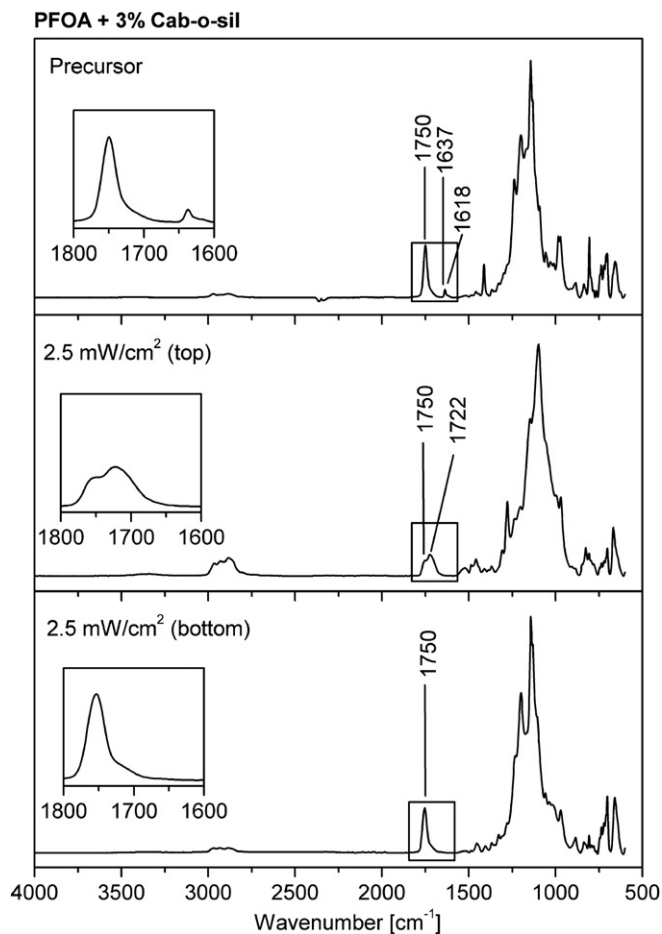 PFOA + 3% Cab-o-sil
Precursor
1750
1637
1618
1800 1700 1600
2.5 mW/cm² (top)
1750
1722
1800 1700 1600
2.5 mW/cm² (bottom)
1750
1800 1700 1600
4000 3500 3000 2500 2000 1500 1000 500
Wavenumber [cm⁻¹]